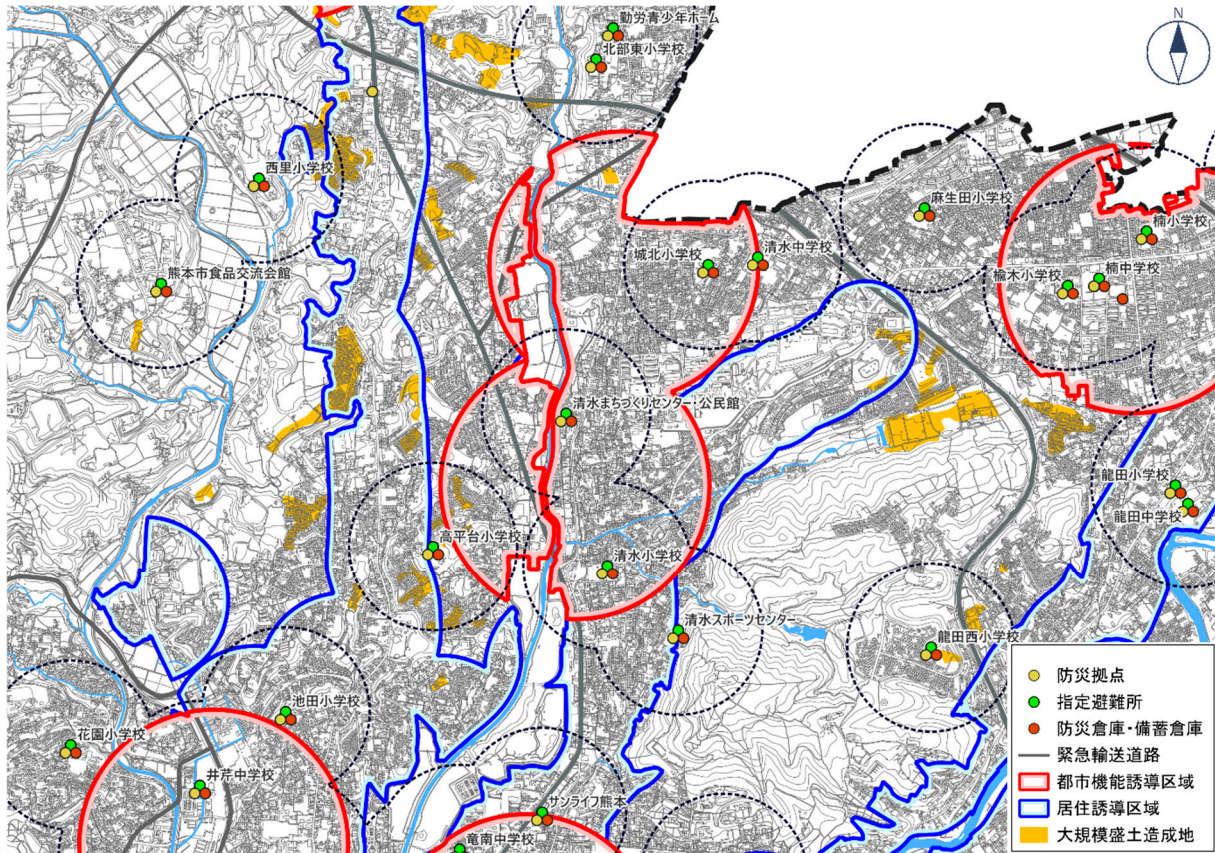 勤労青少年ホーム
N
北部東小学校
西里小学校
麻生田小学校
楠小学校
城北小学校
清水中学校
熊本市食品交流会館
楡木小学校
楠中学校
清水まちづくりセンター・公民館
龍田小学校
龍田中学校
高平台小学校
清水小学校
清水スポーツセンター
龍田西小学校
池田小学校
花園小学校
井芹中学校
サンライフ熊本
竜南中学校
防災拠点
指定避難所
防災倉庫・備蓄倉庫
緊急輸送道路
都市機能誘導区域
居住誘導区域
大規模盛土造成地